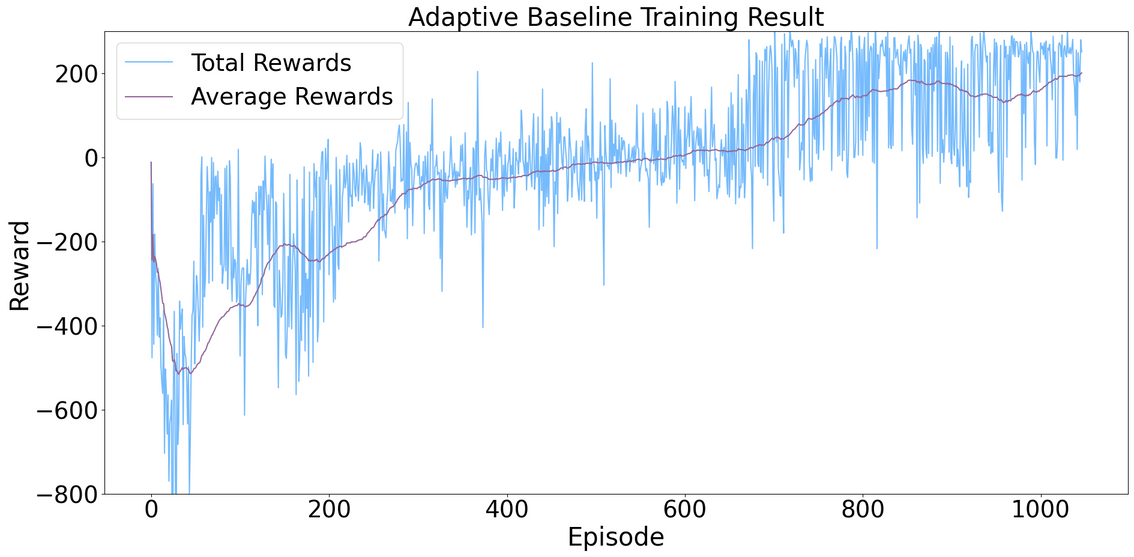 Adaptive Baseline Training Result
Total Rewards
Average Rewards
Reward
200
0
−200
−400
−600
−800
0 200 400 600 800 1000
Episode